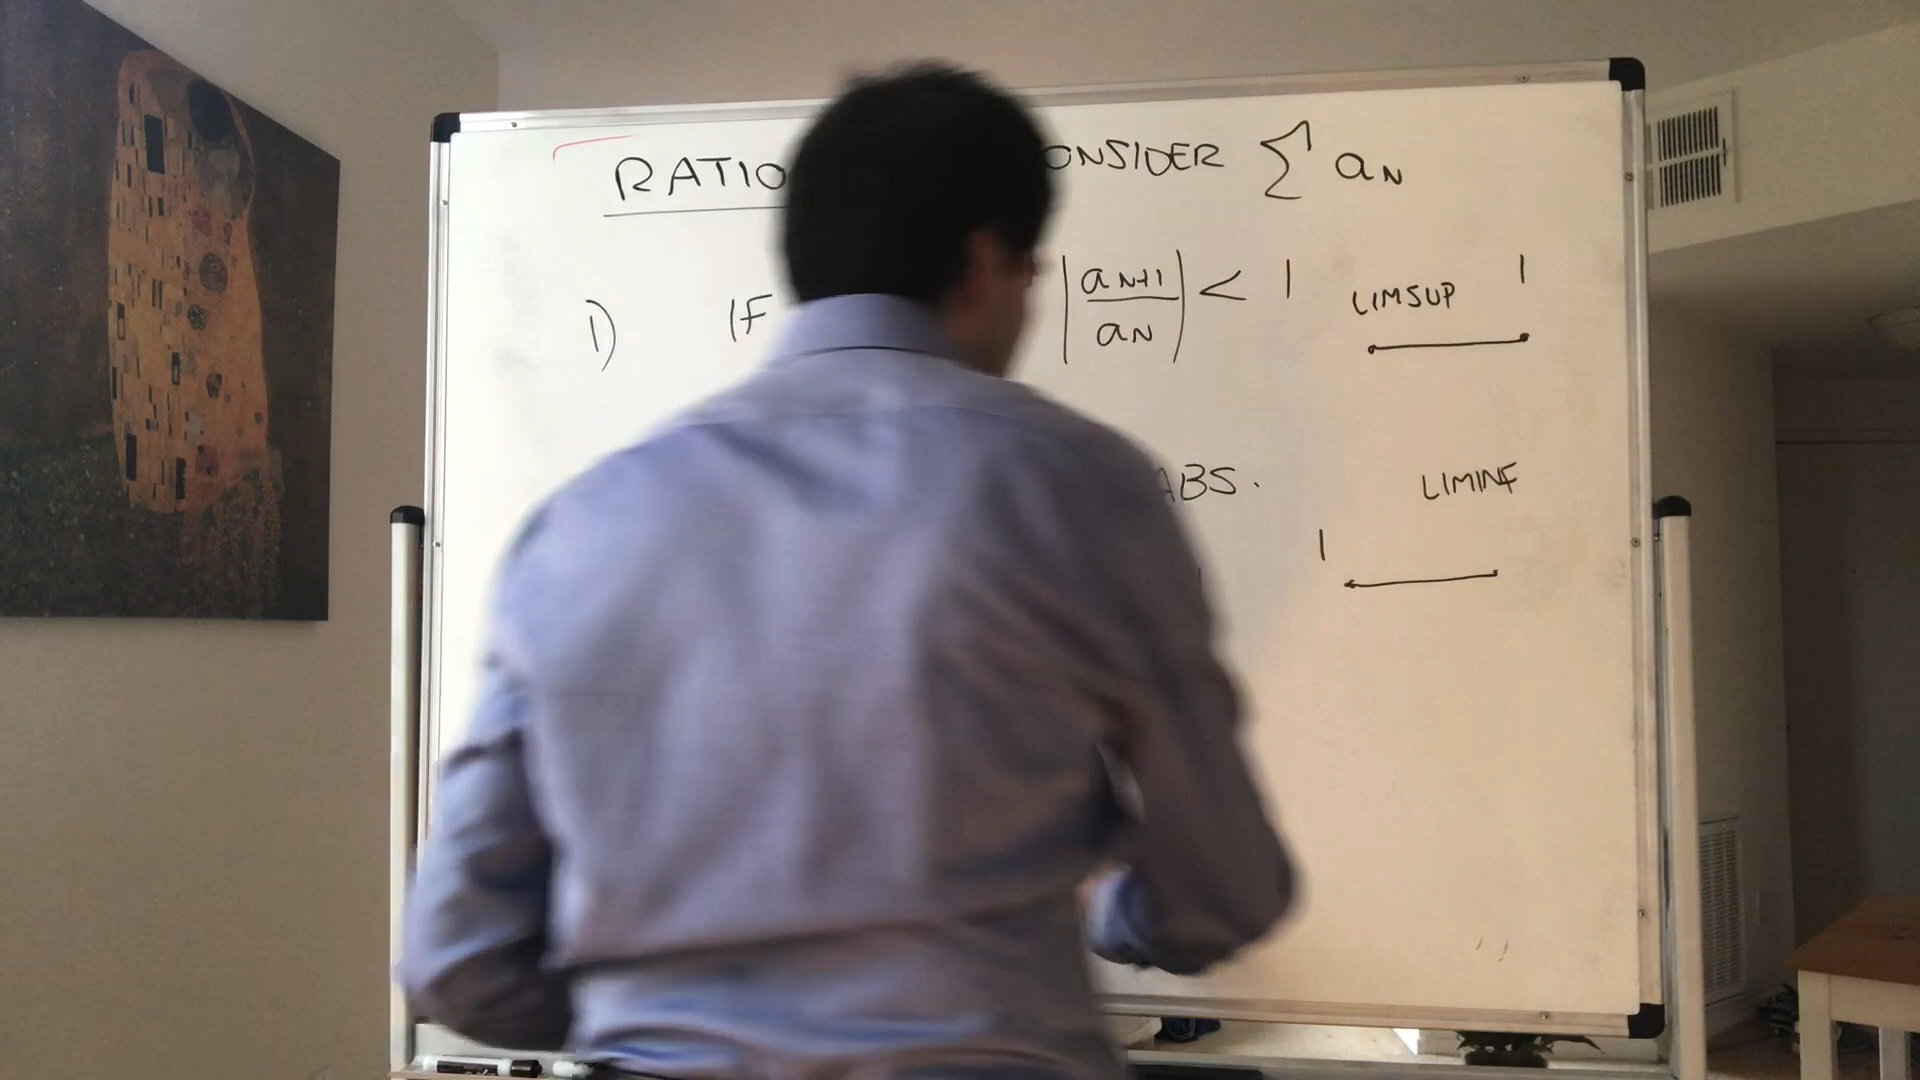 RATIO ONSIDER ∑ aN
1) IF |aN+1/aN| < 1 LIMSUP 1
ABS. LIMINF
1